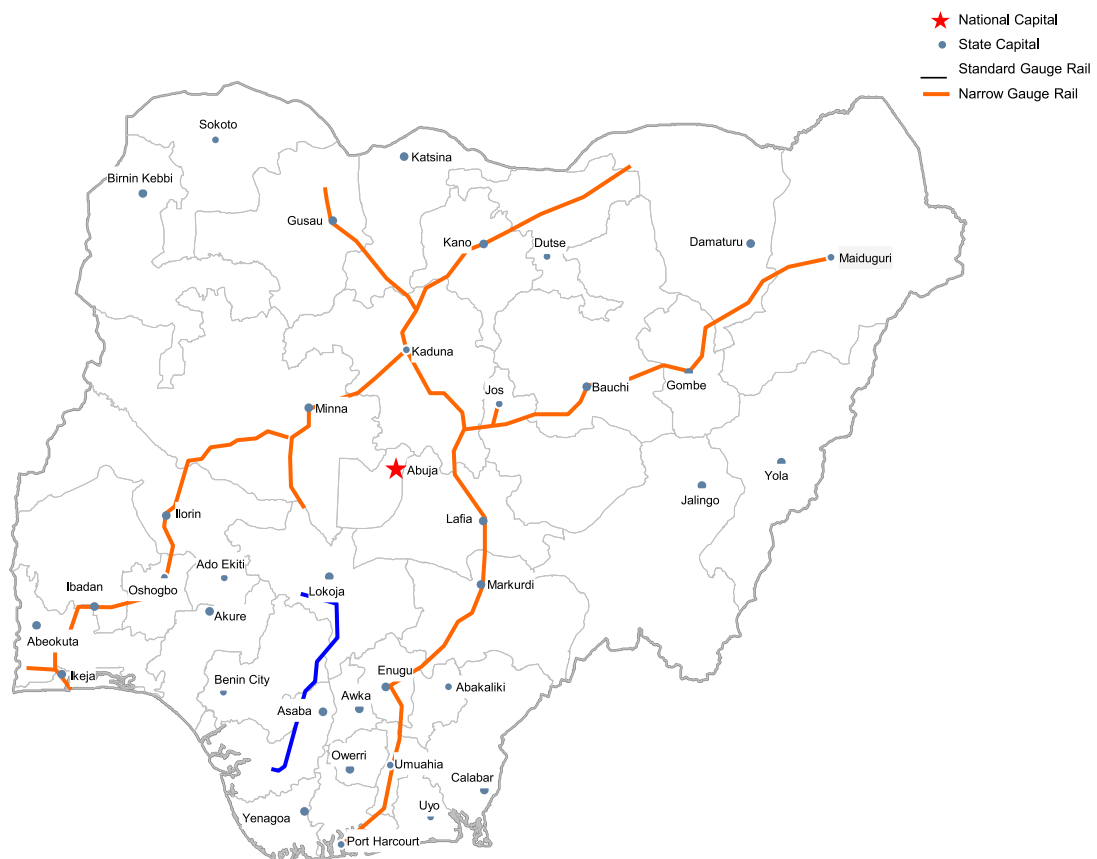 National Capital
State Capital
Standard Gauge Rail
Narrow Gauge Rail
Sokoto
Katsina
Birnin Kebbi
Gusau
Kano
Dutse
Damaturu
Maiduguri
Kaduna
Jos
Bauchi
Gombe
Minna
Abuja
Yola
Jalingo
Ilorin
Lafia
Ado Ekiti
Ibadan
Oshogbo
Lokoja
Markurdi
Akure
Abeokuta
Ikeja
Benin City
Enugu
Abakaliki
Awka
Asaba
Owerri
Umuahia
Calabar
Yenagoa
Uyo
Port Harcourt